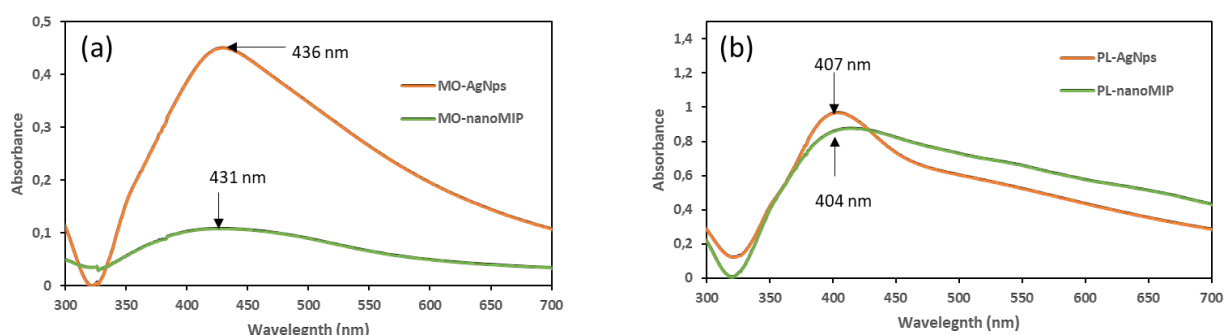 (a)
Absorbance
0,5
0,4
0,3
0,2
0,1
0
436 nm
431 nm
MO-AgNps
MO-nanoMIP
300 350 400 450 500 550 600 650 700
Wavelegnth (nm)
(b)
Absorbance
1,4
1,2
1
0,8
0,6
0,4
0,2
0
407 nm
404 nm
PL-AgNps
PL-nanoMIP
300 350 400 450 500 550 600 650 700
Wavelegnth (nm)